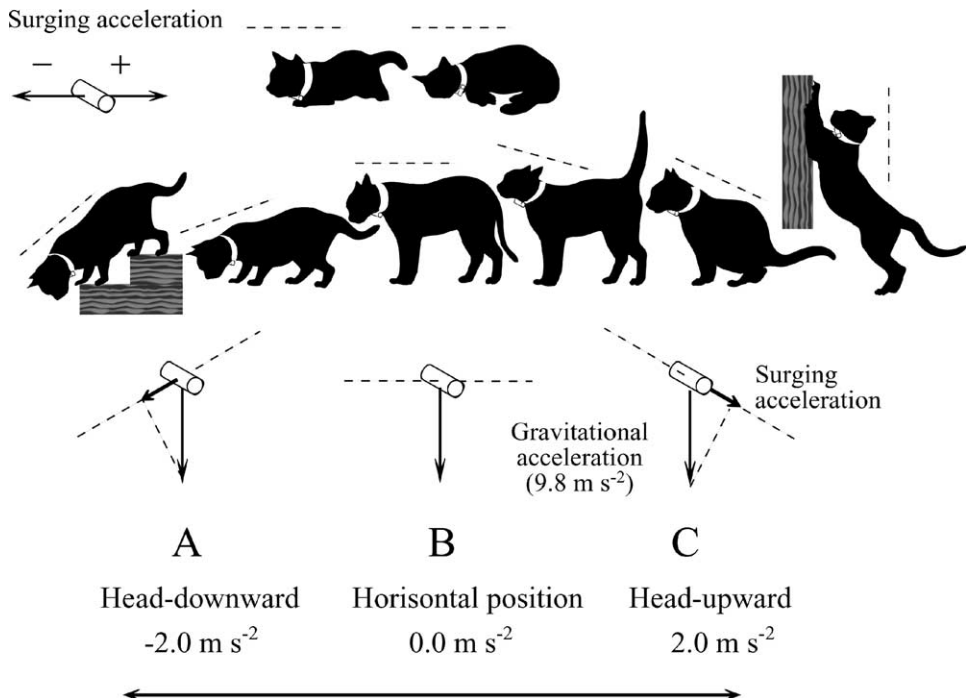 Surging acceleration
− +
Surging
acceleration
Gravitational
acceleration
(9.8 m s⁻²)
A B C
Head-downward Horisontal position Head-upward
-2.0 m s⁻² 0.0 m s⁻² 2.0 m s⁻²